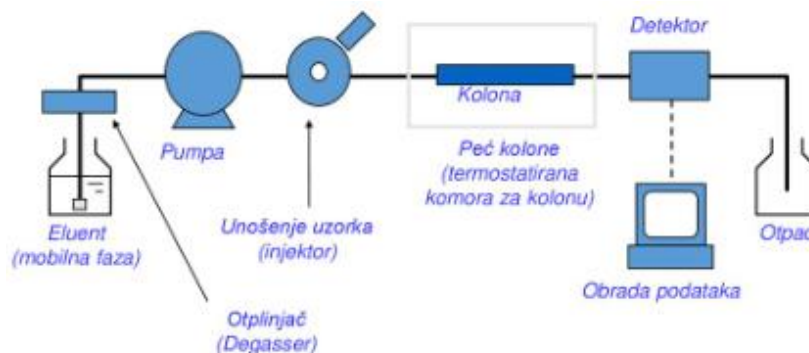 Detektor
Kolona
Pumpa
Peć kolone
(termostatirana
komora za kolonu)
Unošenje uzorka
(injektor)
Eluent
(mobilna faza)
Otpad
Obrada podataka
Otplinjač
(Degasser)